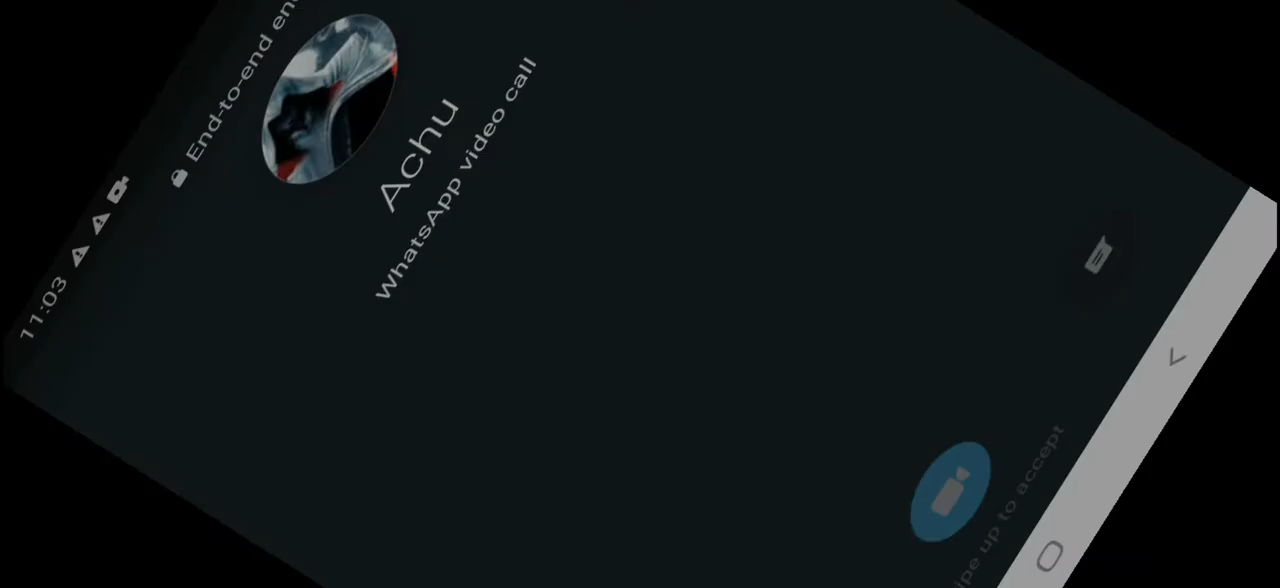 11:03
End-to-end en
Achu
WhatsApp video call
ipe up to accept